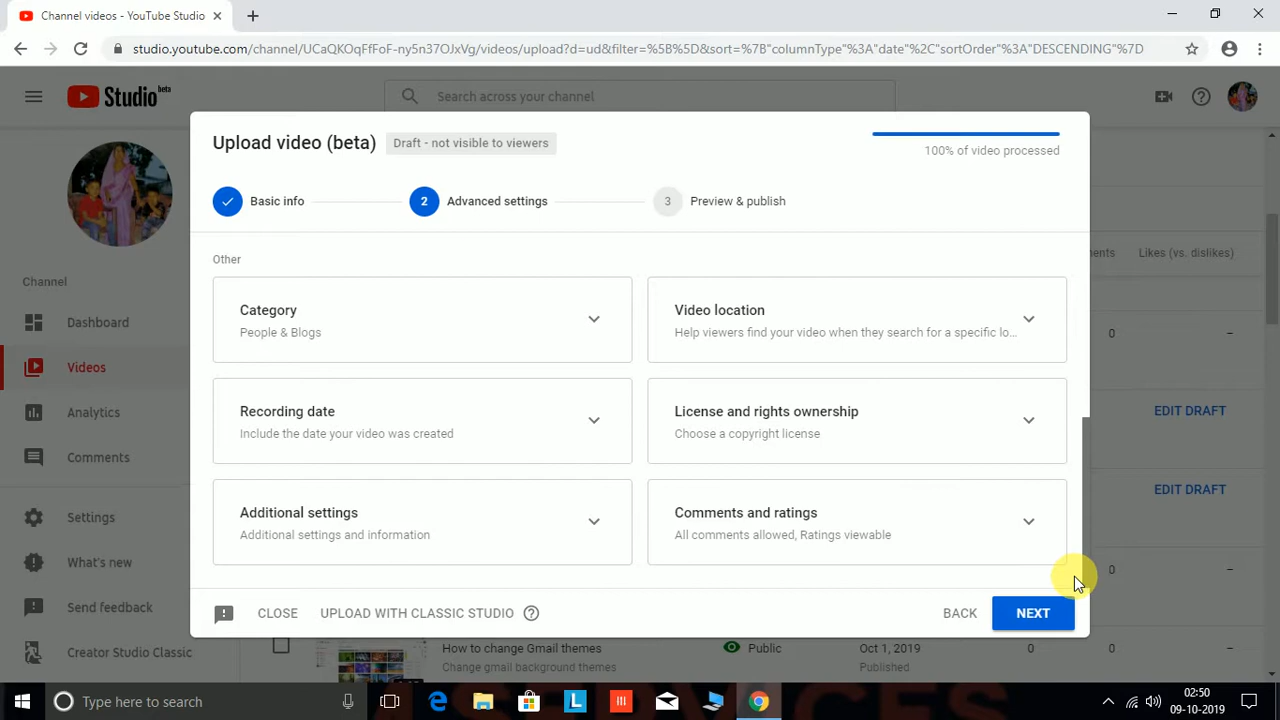 Channel videos - YouTube Studio
studio.youtube.com/channel/UCaQKOqFfFoF-ny5n37OJxVg/videos/upload?d=ud&filter=%5B%5D&sort=%7B"columnType"%3A"date"%2C"sortOrder"%3A"DESCENDING"%7D
Studio beta
Search across your channel
Upload video (beta)
Draft - not visible to viewers
100% of video processed
Basic info
2
Advanced settings
3
Preview & publish
Other
Category
People & Blogs
Video location
Help viewers find your video when they search for a specific lo...
Recording date
Include the date your video was created
License and rights ownership
Choose a copyright license
Additional settings
Additional settings and information
Comments and ratings
All comments allowed, Ratings viewable
CLOSE
UPLOAD WITH CLASSIC STUDIO
BACK
NEXT
Channel
Dashboard
Videos
Analytics
Comments
Settings
What's new
Send feedback
Creator Studio Classic
Likes (vs. dislikes)
0
–
EDIT DRAFT
EDIT DRAFT
0
–
How to change Gmail themes
Change gmail background themes
Public
Oct 1, 2019
Published
0
0
–
Type here to search
02:50
09-10-2019